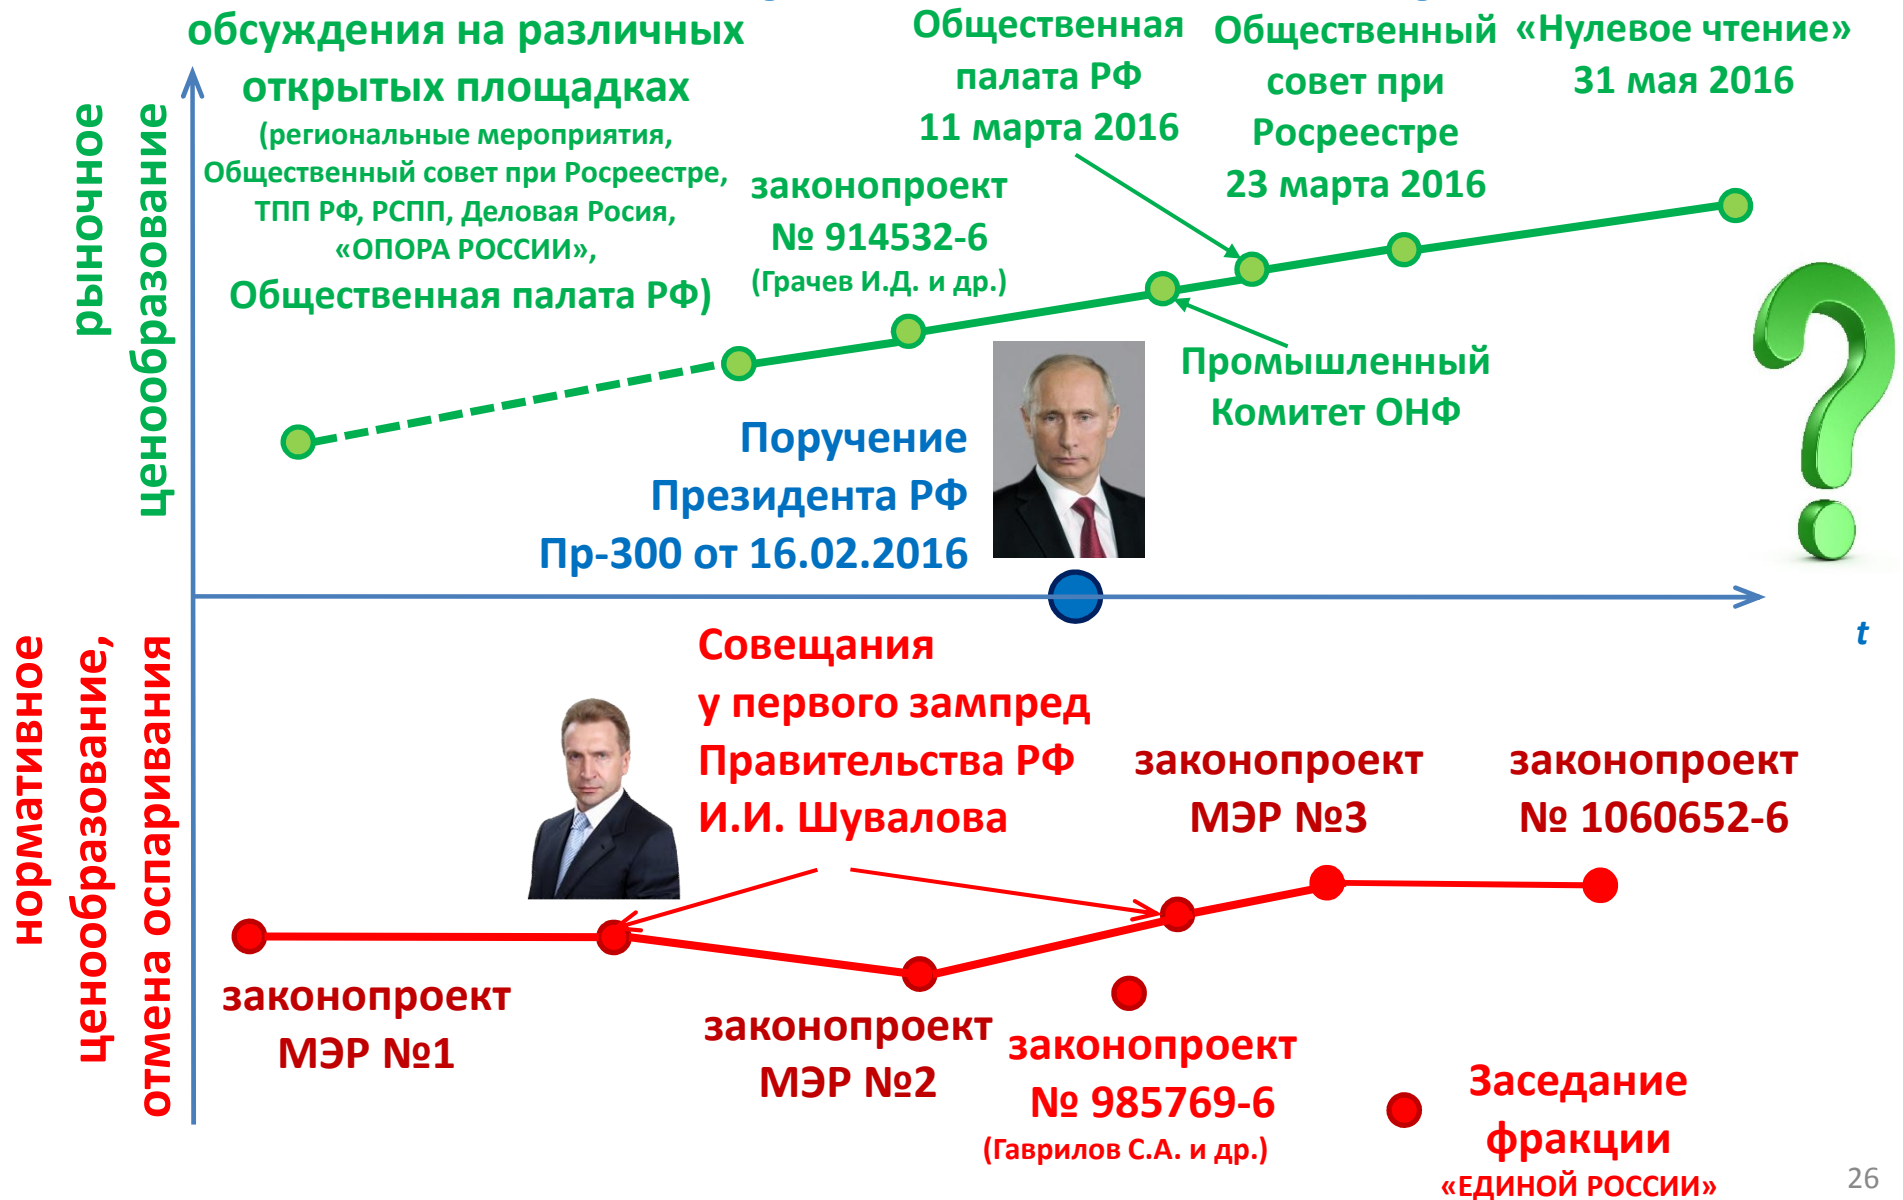 обсуждения на различных
открытых площадках
(региональные мероприятия,
Общественный совет при Росреестре,
ТПП РФ, РСПП, Деловая Росия,
«ОПОРА РОССИИ»,
Общественная палата РФ)
законопроект
№ 914532-6
(Грачев И.Д. и др.)
Общественная
палата РФ
11 марта 2016
Общественный
совет при
Росреестре
23 марта 2016
«Нулевое чтение»
31 мая 2016
рыночное
ценообразование
Промышленный
Комитет ОНФ
Поручение
Президента РФ
Пр-300 от 16.02.2016
t
нормативное
ценообразование,
отмена оспаривания
Совещания
у первого зампред
Правительства РФ
И.И. Шувалова
законопроект
МЭР №3
законопроект
№ 1060652-6
законопроект
МЭР №1
законопроект
МЭР №2
законопроект
№ 985769-6
(Гаврилов С.А. и др.)
Заседание
фракции
«ЕДИНОЙ РОССИИ»
26